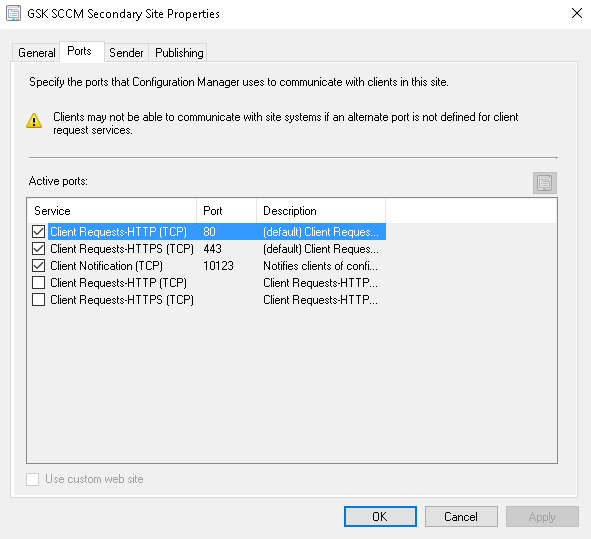 GSK SCCM Secondary Site Properties
General Ports Sender Publishing
Specify the ports that Configuration Manager uses to communicate with clients in this site.
Clients may not be able to communicate with site systems if an alternate port is not defined for client
request services.
Active ports:
Service Port Description
Client Requests-HTTP (TCP) 80 (default) Client Reques...
Client Requests-HTTPS (TCP) 443 (default) Client Reques...
Client Notification (TCP) 10123 Notifies clients of confi...
Client Requests-HTTP (TCP) Client Requests-HTTP...
Client Requests-HTTPS (TCP) Client Requests-HTTP...
Use custom web site
OK Cancel Apply